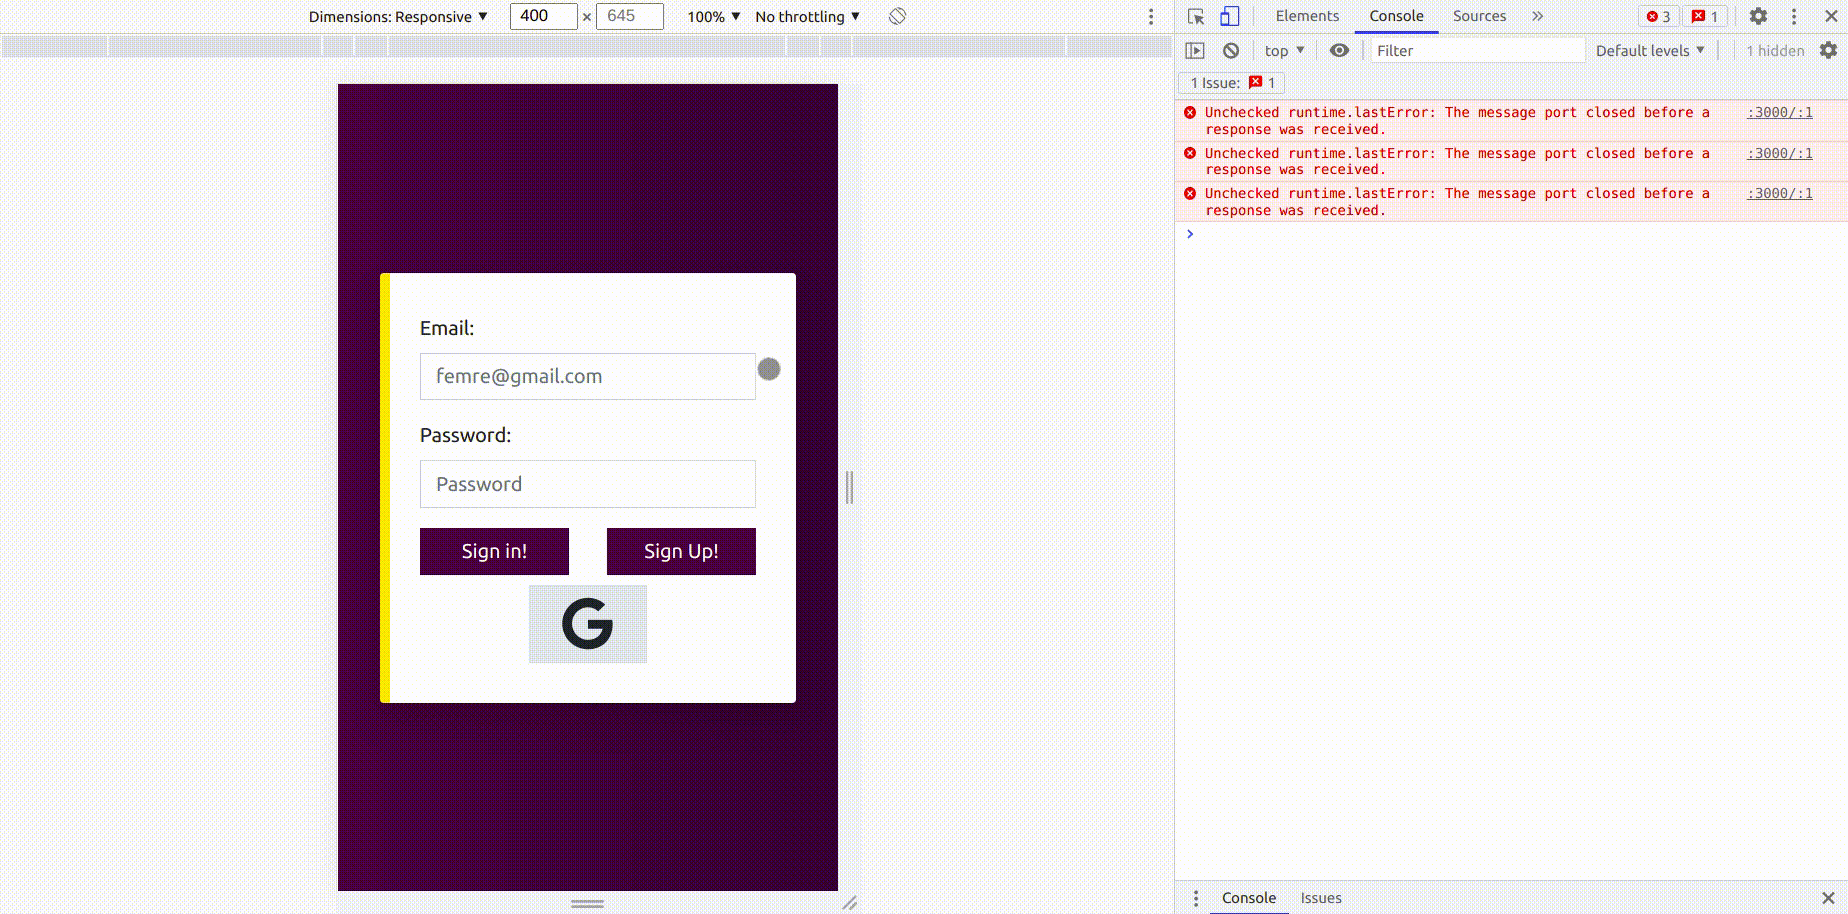 Dimensions: Responsive ▼ 400 × 645 100% ▼ No throttling ▼
Elements Console Sources » 3 1
top ▼ Filter Default levels ▼ 1 hidden
1 Issue: 1
Unchecked runtime.lastError: The message port closed before a :3000/:1
response was received.
Unchecked runtime.lastError: The message port closed before a :3000/:1
response was received.
Unchecked runtime.lastError: The message port closed before a :3000/:1
response was received.
Email:
femre@gmail.com
Password:
Password
Sign in! Sign Up!
G
Console Issues